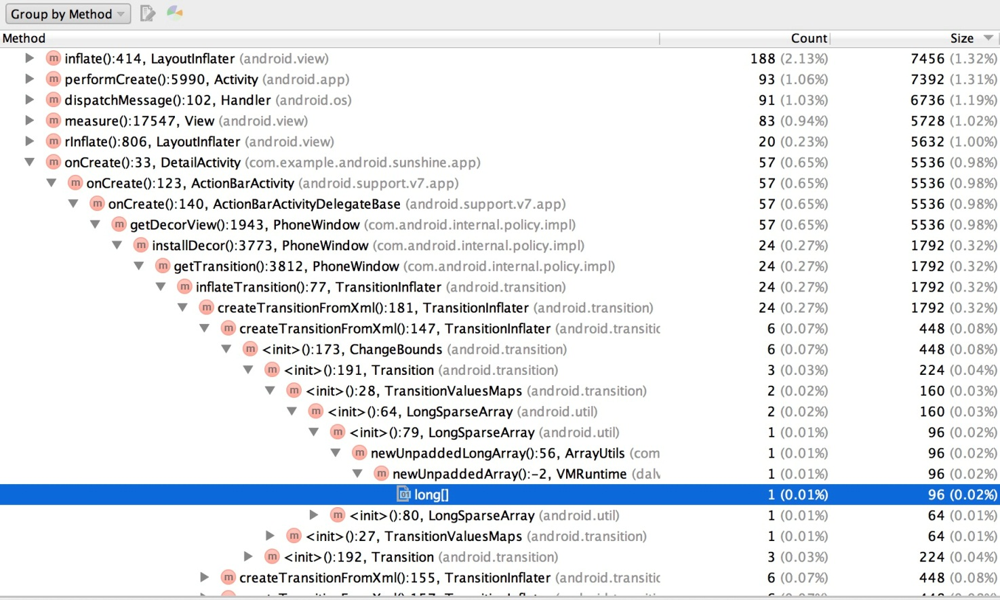 Group by Method
Method Count Size
m inflate():414, LayoutInflater (android.view) 188 (2.13%) 7456 (1.32%)
m performCreate():5990, Activity (android.app) 93 (1.06%) 7392 (1.31%)
m dispatchMessage():102, Handler (android.os) 91 (1.03%) 6736 (1.19%)
m measure():17547, View (android.view) 83 (0.94%) 5728 (1.02%)
m rInflate():806, LayoutInflater (android.view) 20 (0.23%) 5632 (1.00%)
m onCreate():33, DetailActivity (com.example.android.sunshine.app) 57 (0.65%) 5536 (0.98%)
m onCreate():123, ActionBarActivity (android.support.v7.app) 57 (0.65%) 5536 (0.98%)
m onCreate():140, ActionBarActivityDelegateBase (android.support.v7.app) 57 (0.65%) 5536 (0.98%)
m getDecorView():1943, PhoneWindow (com.android.internal.policy.impl) 57 (0.65%) 5536 (0.98%)
m installDecor():3773, PhoneWindow (com.android.internal.policy.impl) 24 (0.27%) 1792 (0.32%)
m getTransition():3812, PhoneWindow (com.android.internal.policy.impl) 24 (0.27%) 1792 (0.32%)
m inflateTransition():77, TransitionInflater (android.transition) 24 (0.27%) 1792 (0.32%)
m createTransitionFromXml():181, TransitionInflater (android.transition) 24 (0.27%) 1792 (0.32%)
m createTransitionFromXml():147, TransitionInflater (android.transitic 6 (0.07%) 448 (0.08%)
m <init>():173, ChangeBounds (android.transition) 6 (0.07%) 448 (0.08%)
m <init>():191, Transition (android.transition) 3 (0.03%) 224 (0.04%)
m <init>():28, TransitionValuesMaps (android.transition) 2 (0.02%) 160 (0.03%)
m <init>():64, LongSparseArray (android.util) 2 (0.02%) 160 (0.03%)
m <init>():79, LongSparseArray (android.util) 1 (0.01%) 96 (0.02%)
m newUnpaddedLongArray():56, ArrayUtils (com 1 (0.01%) 96 (0.02%)
m newUnpaddedArray():-2, VMRuntime (dalv 1 (0.01%) 96 (0.02%)
01 long[] 1 (0.01%) 96 (0.02%)
m <init>():80, LongSparseArray (android.util) 1 (0.01%) 64 (0.01%)
m <init>():27, TransitionValuesMaps (android.transition) 1 (0.01%) 64 (0.01%)
m <init>():192, Transition (android.transition) 3 (0.03%) 224 (0.04%)
m createTransitionFromXml():155, TransitionInflater (android.transitic 6 (0.07%) 448 (0.08%)